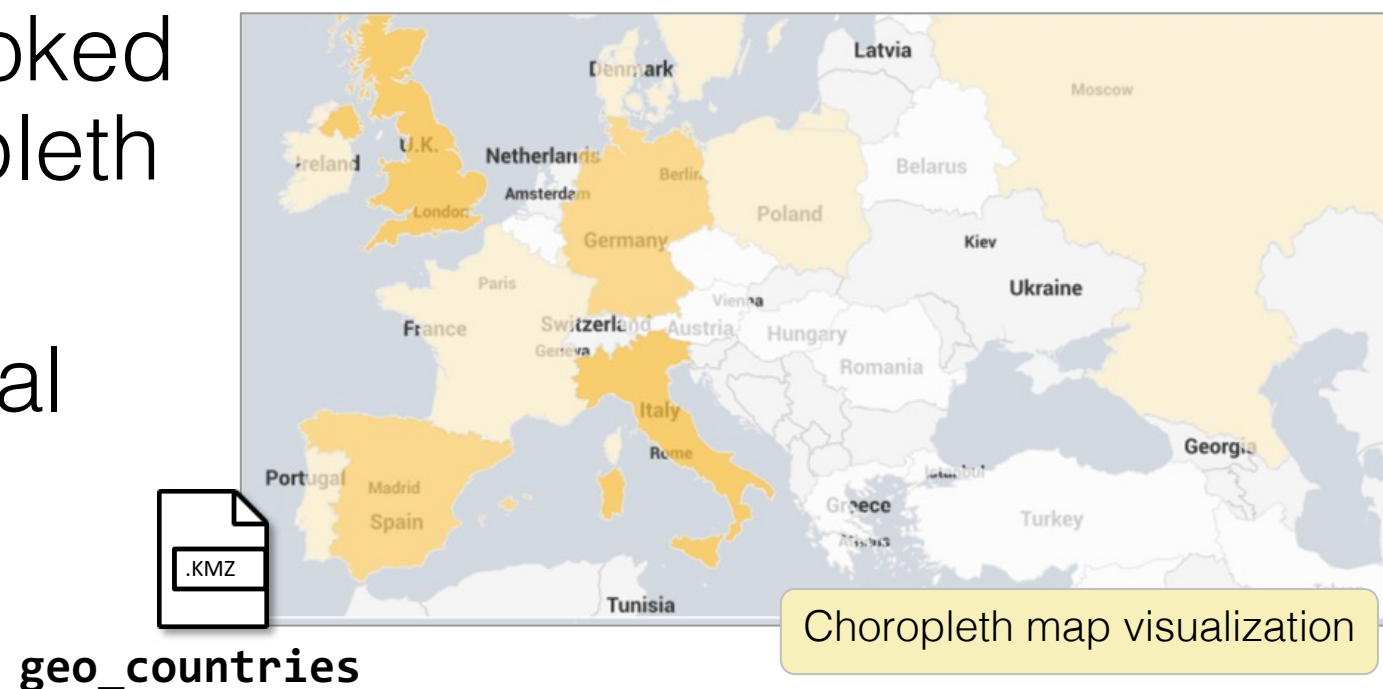 oked
pleth
al
Latvia
Denmark
Moscow
Ireland
U.K.
Netherlands
Belarus
Berlin
Amsterdam
London
Poland
Germany
Kiev
Paris
Ukraine
Vienna
France
Switzerland
Austria
Hungary
Geneva
Romania
Italy
Rome
Georgia
Portugal
Madrid
Istanbul
Greece
Spain
Turkey
Athens
.KMZ
Tunisia
Choropleth map visualization
geo_countries